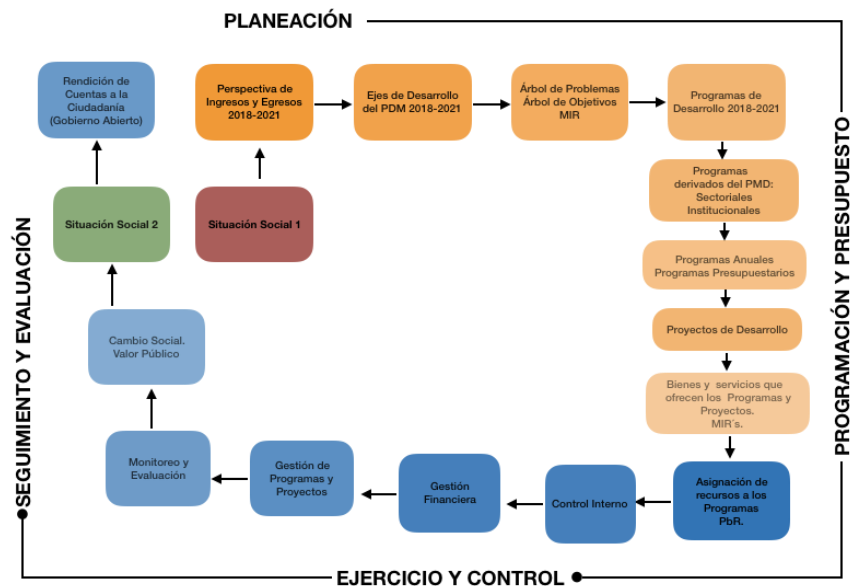 PLANEACIÓN
Rendición de
Cuentas a la
Ciudadanía
(Gobierno Abierto)
Perspectiva de
Ingresos y Egresos
2018-2021
Ejes de Desarrollo
del PDM 2018-2021
Árbol de Problemas
Árbol de Objetivos
MIR
Programas de
Desarrollo 2018-2021
Programas
derivados del PMD:
Sectoriales
Institucionales
Situación Social 2
Situación Social 1
Programas Anuales
Programas Presupuestarios
Proyectos de Desarrollo
Cambio Social.
Valor Público
Bienes y servicios que
ofrecen los Programas y
Proyectos.
MIR´s.
Monitoreo y
Evaluación
Gestión de
Programas y
Proyectos
Gestión
Financiera
Control Interno
Asignación de
recursos a los
Programas
PbR.
SEGUIMIENTO Y EVALUACIÓN
PROGRAMACIÓN Y PRESUPUESTO
EJERCICIO Y CONTROL